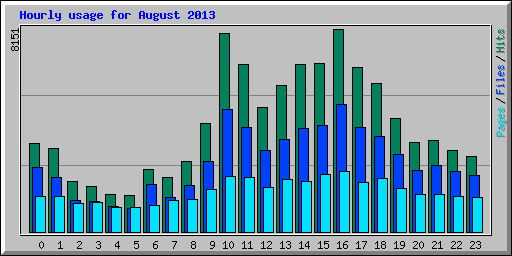 Hourly usage for August 2013
8151
Pages/Files/Hits
0 1 2 3 4 5 6 7 8 9 10 11 12 13 14 15 16 17 18 19 20 21 22 23